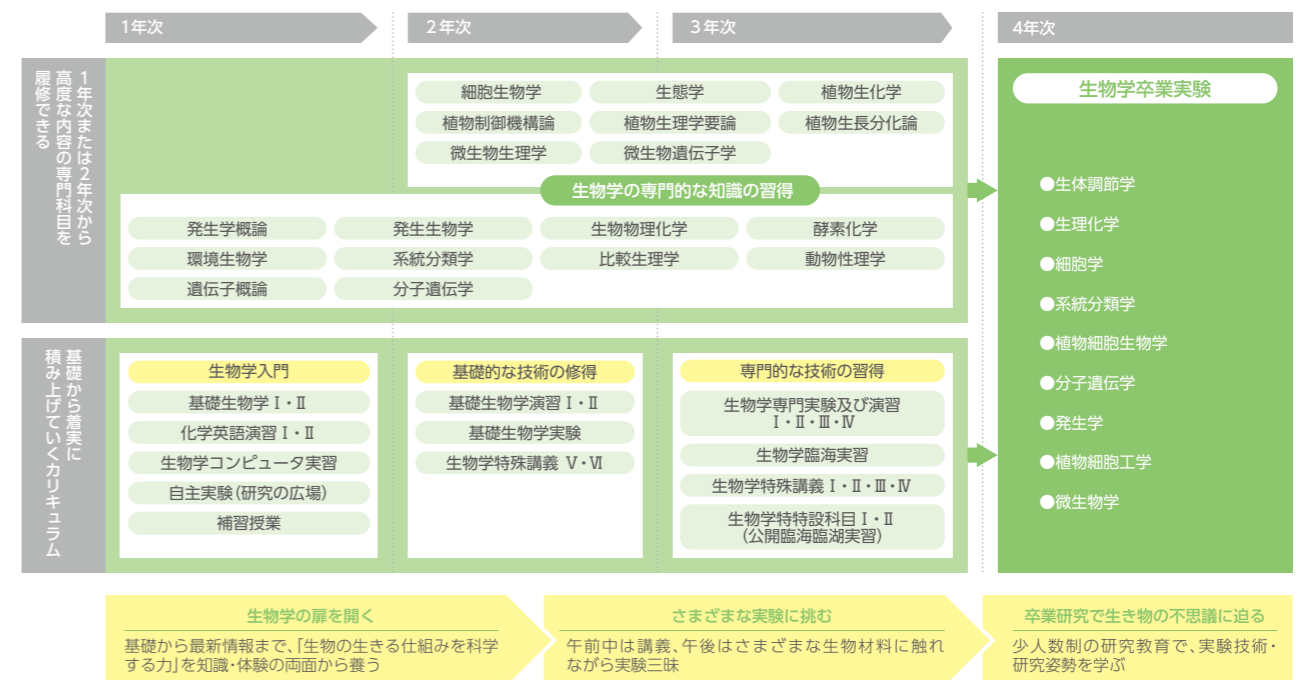 1年次
2年次
3年次
4年次
1年次または2年次から
高度な内容の専門科目を
履修できる
細胞生物学
生態学
植物生化学
植物制御機構論
植物生理学要論
植物生長分化論
微生物生理学
微生物遺伝子学
生物学の専門的な知識の習得
発生学概論
発生生物学
生物物理化学
酵素化学
環境生物学
系統分類学
比較生理学
動物性理学
遺伝子概論
分子遺伝学
基礎から着実に
積み上げていくカリキュラム
生物学入門
基礎生物学Ⅰ・Ⅱ
化学英語演習Ⅰ・Ⅱ
生物学コンピュータ実習
自主実験(研究の広場)
補習授業
基礎的な技術の修得
基礎生物学演習Ⅰ・Ⅱ
基礎生物学実験
生物学特殊講義 Ⅴ・Ⅵ
専門的な技術の習得
生物学専門実験及び演習
Ⅰ・Ⅱ・Ⅲ・Ⅳ
生物学臨海実習
生物学特殊講義Ⅰ・Ⅱ・Ⅲ・Ⅳ
生物学特特設科目Ⅰ・Ⅱ
(公開臨海臨湖実習)
生物学卒業実験
●生体調節学
●生理化学
●細胞学
●系統分類学
●植物細胞生物学
●分子遺伝学
●発生学
●植物細胞工学
●微生物学
生物学の扉を開く
基礎から最新情報まで、「生物の生きる仕組みを科学
する力」を知識・体験の両面から養う
さまざまな実験に挑む
午前中は講義、午後はさまざまな生物材料に触れ
ながら実験三昧
卒業研究で生き物の不思議に迫る
少人数制の研究教育で、実験技術・
研究姿勢を学ぶ